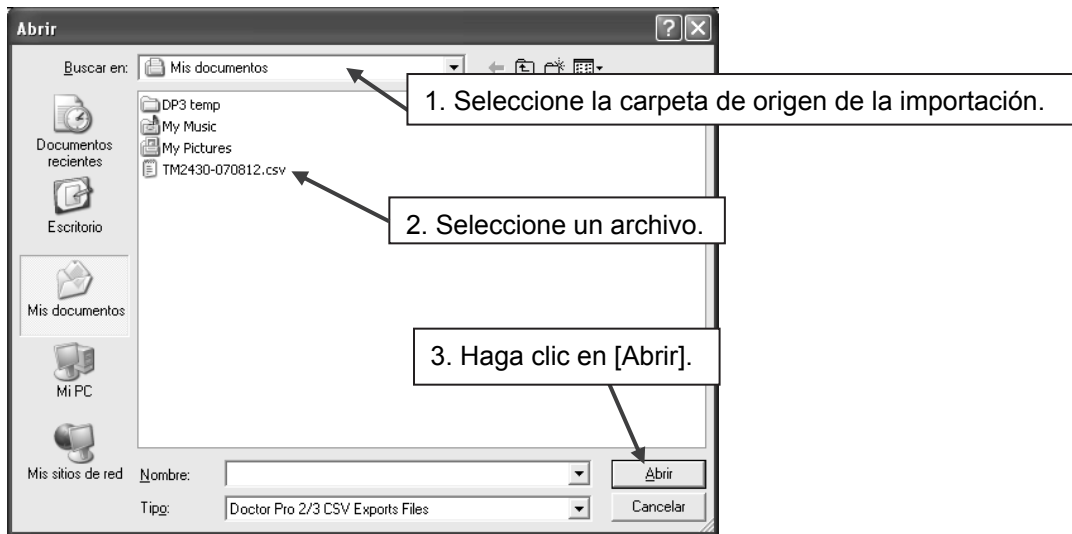 Abrir
Buscar en: Mis documentos
1. Seleccione la carpeta de origen de la importación.
DP3 temp
My Music
My Pictures
TM2430-070812.csv
Documentos
recientes
2. Seleccione un archivo.
Escritorio
Mis documentos
3. Haga clic en [Abrir].
Mi PC
Mis sitios de red
Nombre:
Abrir
Tipo: Doctor Pro 2/3 CSV Exports Files
Cancelar